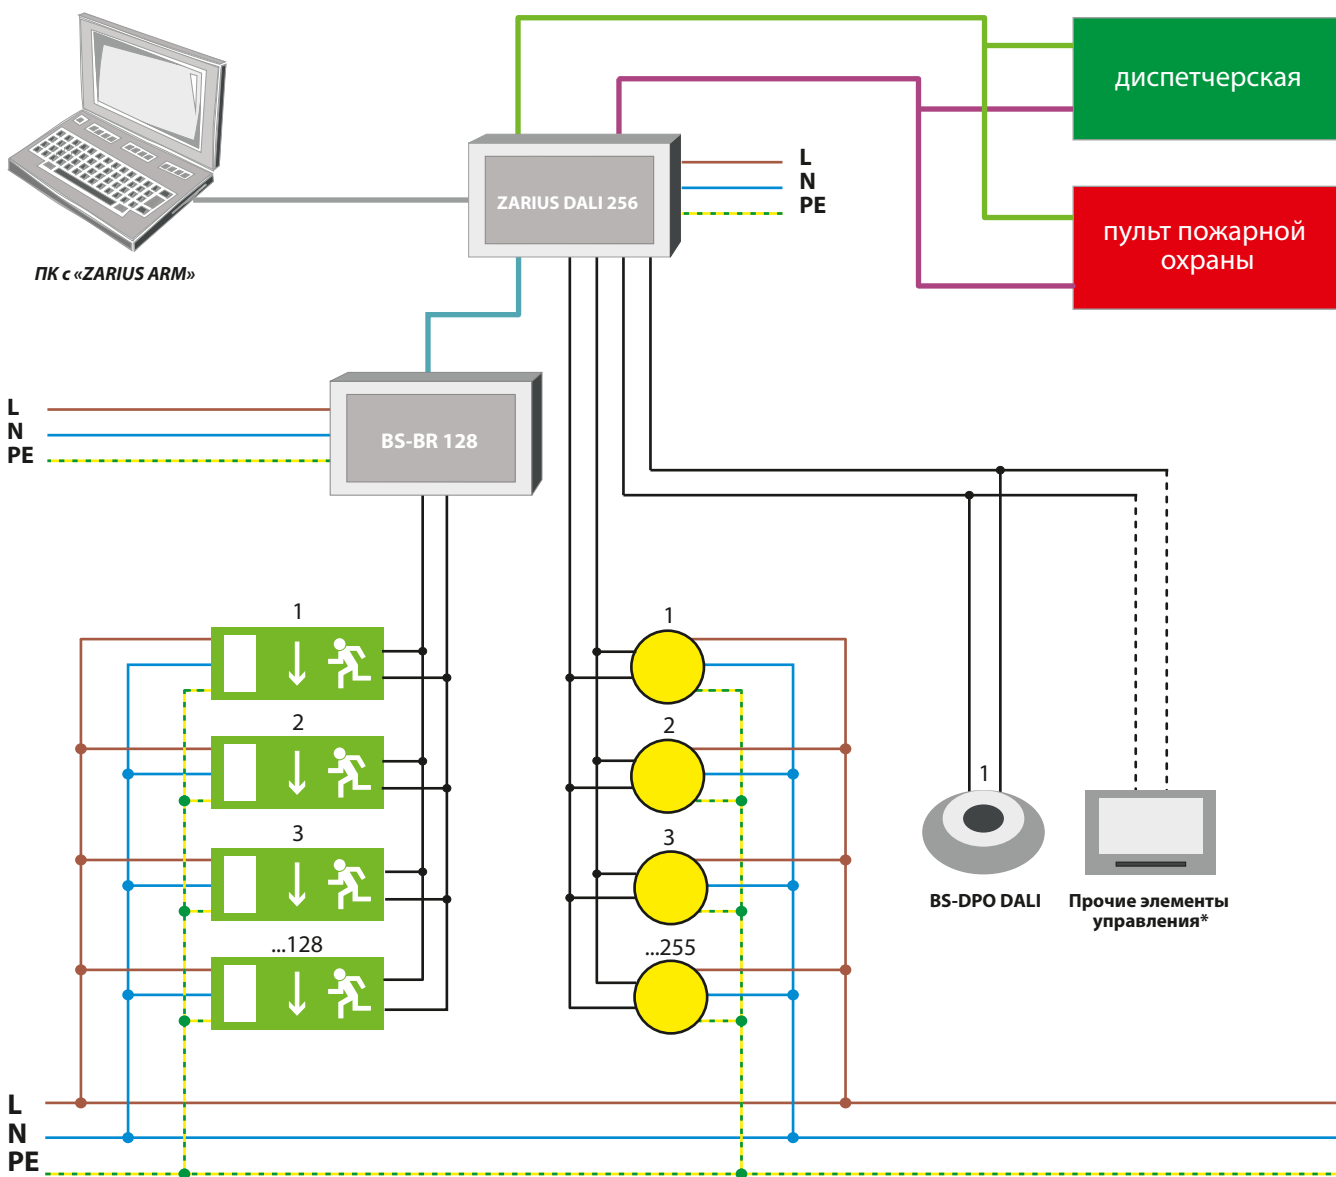 диспетчерская
L
N
PE
ZARIUS DALI 256
пульт пожарной
охраны
ПК с «ZARIUS ARM»
L
N
PE
BS-BR 128
1
2
3
...128
1
2
3
...255
1
BS-DPO DALI
Прочие элементы
управления*
L
N
PE